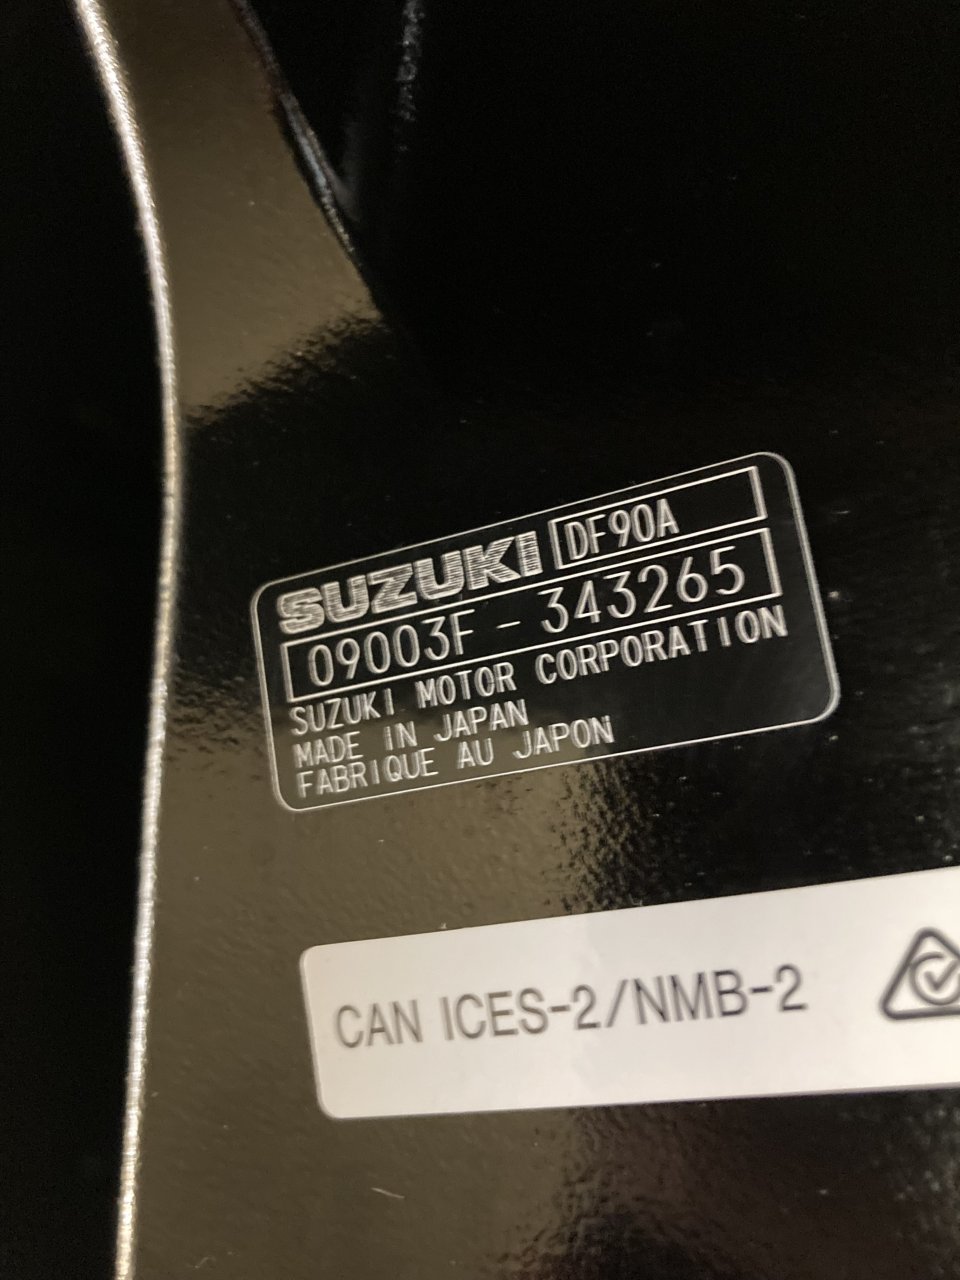 SUZUKI DF90A
09003F - 343265
SUZUKI MOTOR CORPORATION
MADE IN JAPAN
FABRIQUE AU JAPON
CAN ICES-2/NMB-2